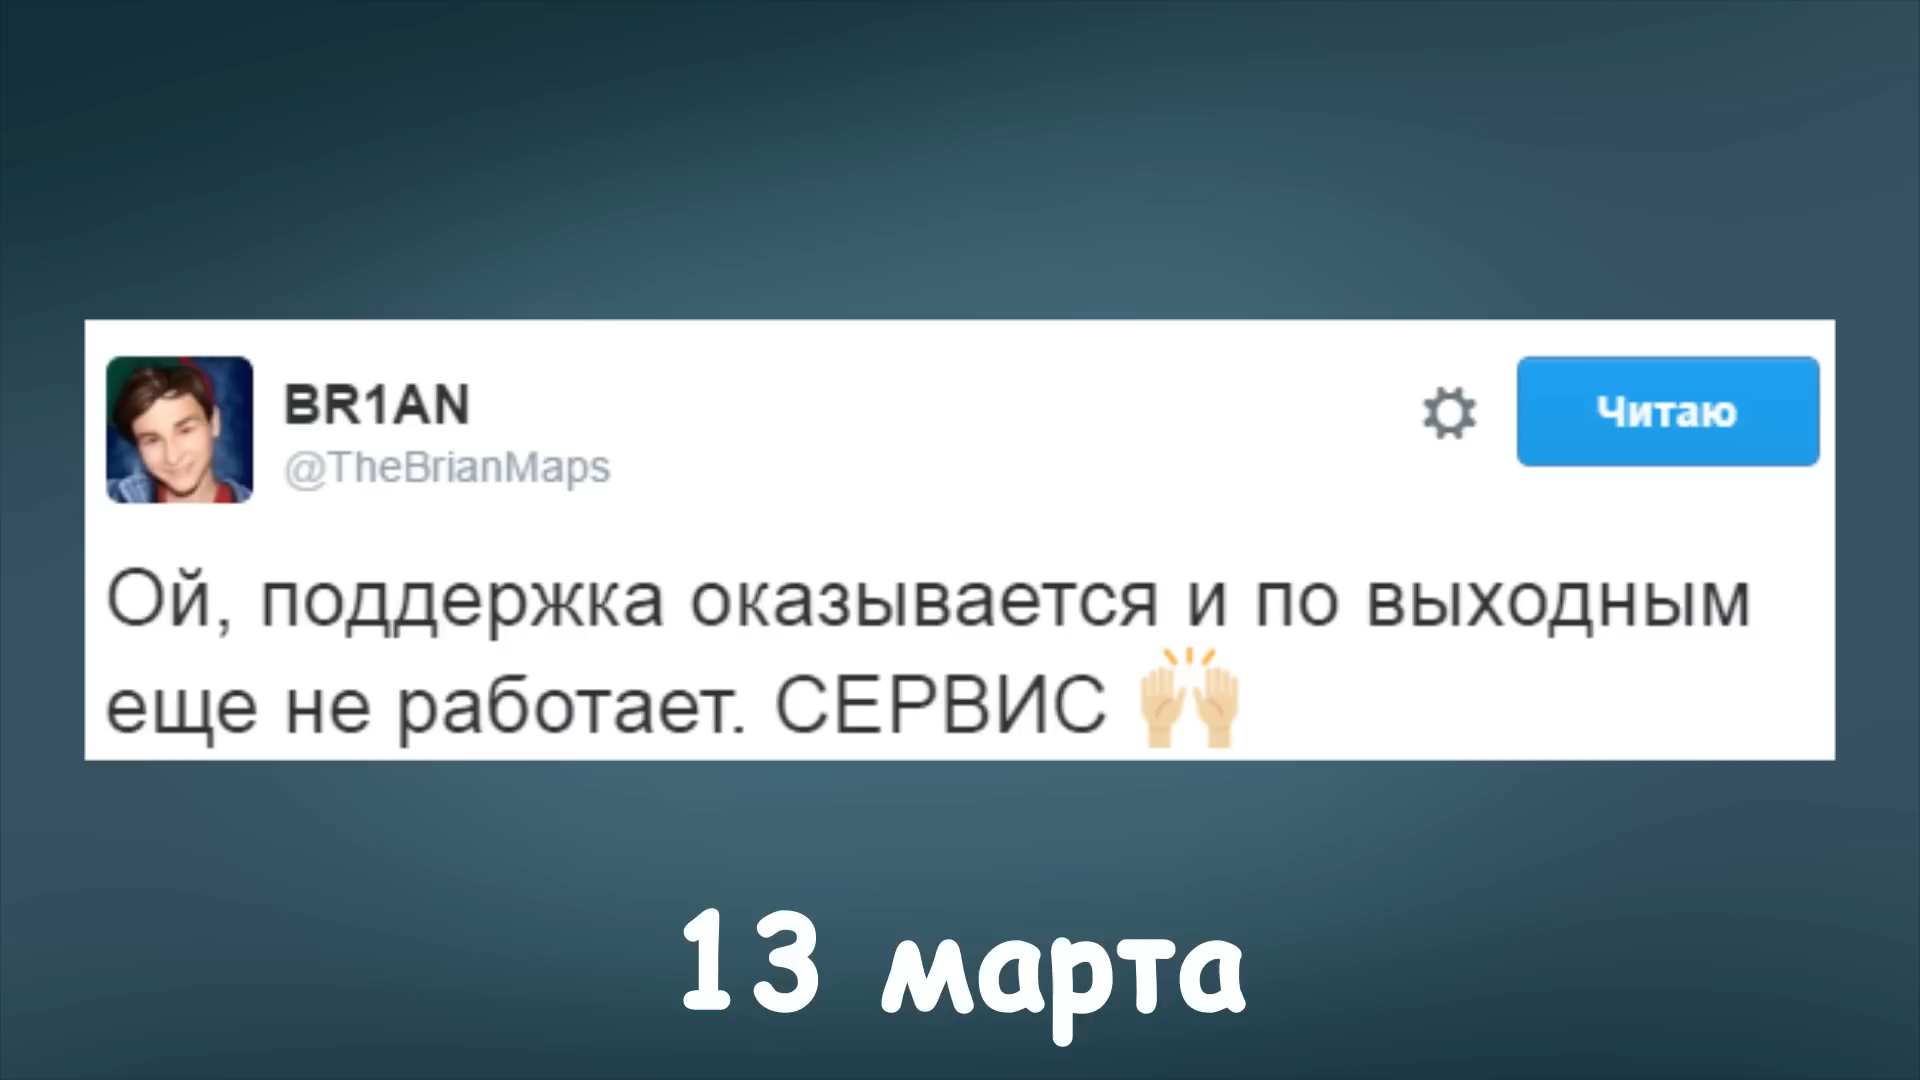 BR1AN
@TheBrianMaps
Читаю
Ой, поддержка оказывается и по выходным
еще не работает. СЕРВИС 🙌🏼
13 марта